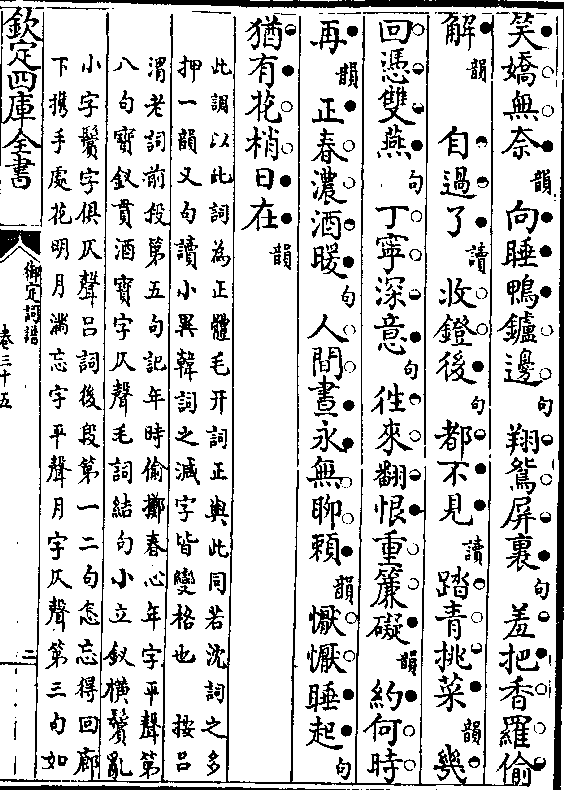 笑嬌無奈韻向睡鴨鑪邊句翔鴛屏裏句羞把香羅偷
解韻自過了讀收鐙後句都不見讀踏青挑菜韻㡬
回憑雙燕句丁寧深意句徃來翻恨重簾礙韻約何時
再韻正春濃酒暖句人間晝永無聊賴韻懨懨睡起句
猶有花梢日在韻
此調以此詞為正體毛开詞正與此同若沈詞之多
押一韻又句讀小異韓詞之減字皆變格也 按吕
渭老詞前段第五句記年時偷擲春心年字平聲第
八句寶釵貰酒寶字仄聲毛詞結句小立釵橫鬢亂
小字鬢字俱仄聲吕詞後段第一二句怎忘得回廊
下攜手處花明月滿忘字平聲月字仄聲第三句如
欽定四庫全書
御定詞譜
卷三十五
二